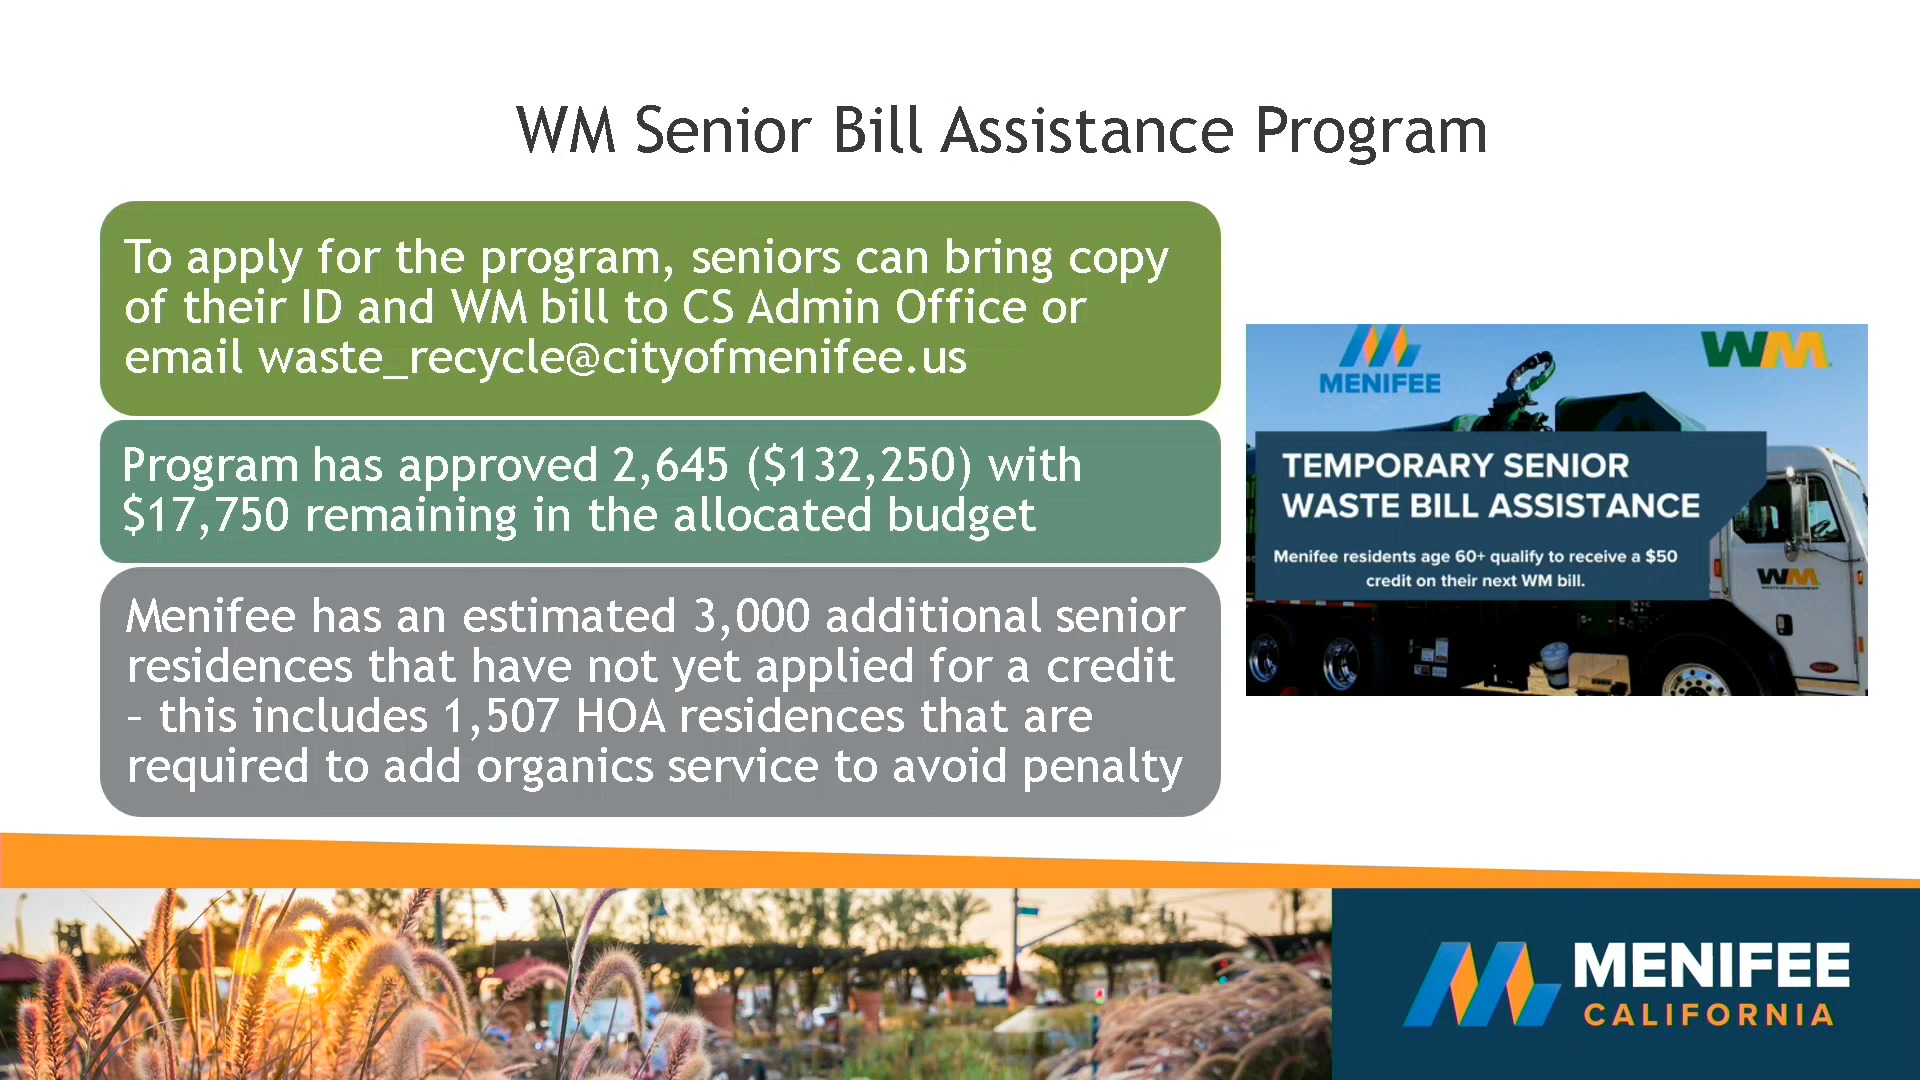 WM Senior Bill Assistance Program
To apply for the program, seniors can bring copy
of their ID and WM bill to CS Admin Office or
email waste_recycle@cityofmenifee.us
Program has approved 2,645 ($132,250) with
$17,750 remaining in the allocated budget
Menifee has an estimated 3,000 additional senior
residences that have not yet applied for a credit
– this includes 1,507 HOA residences that are
required to add organics service to avoid penalty
MENIFEE
WM
TEMPORARY SENIOR
WASTE BILL ASSISTANCE
Menifee residents age 60+ qualify to receive a $50
credit on their next WM bill.
WM
MENIFEE
CALIFORNIA